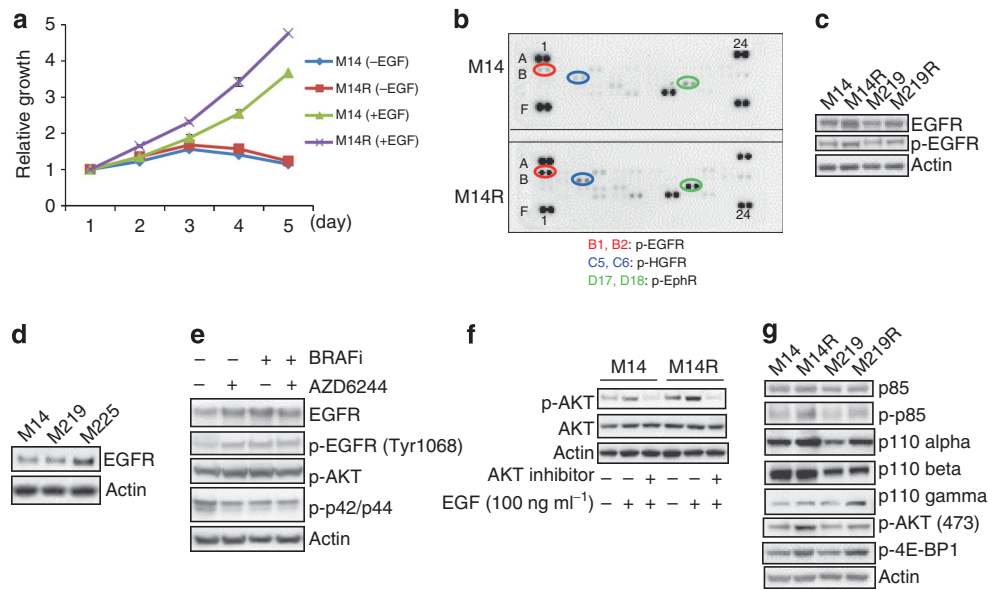 a
5
4
3
2
1
0
Relative growth
1 2 3 4 5 (day)
M14 (–EGF)
M14R (–EGF)
M14 (+EGF)
M14R (+EGF)
b
M14
1
24
A
B
F
M14R
A
B
F
1
24
B1, B2: p-EGFR
C5, C6: p-HGFR
D17, D18: p-EphR
c
M14 M14R M219 M219R
EGFR
p-EGFR
Actin
d
M14 M219 M225
EGFR
Actin
e
– – + + BRAFi
– + – + AZD6244
EGFR
p-EGFR (Tyr1068)
p-AKT
p-p42/p44
Actin
f
M14 M14R
p-AKT
AKT
Actin
AKT inhibitor – – + – – +
EGF (100 ng ml⁻¹) – + + – + +
g
M14 M14R M219 M219R
p85
p-p85
p110 alpha
p110 beta
p110 gamma
p-AKT (473)
p-4E-BP1
Actin